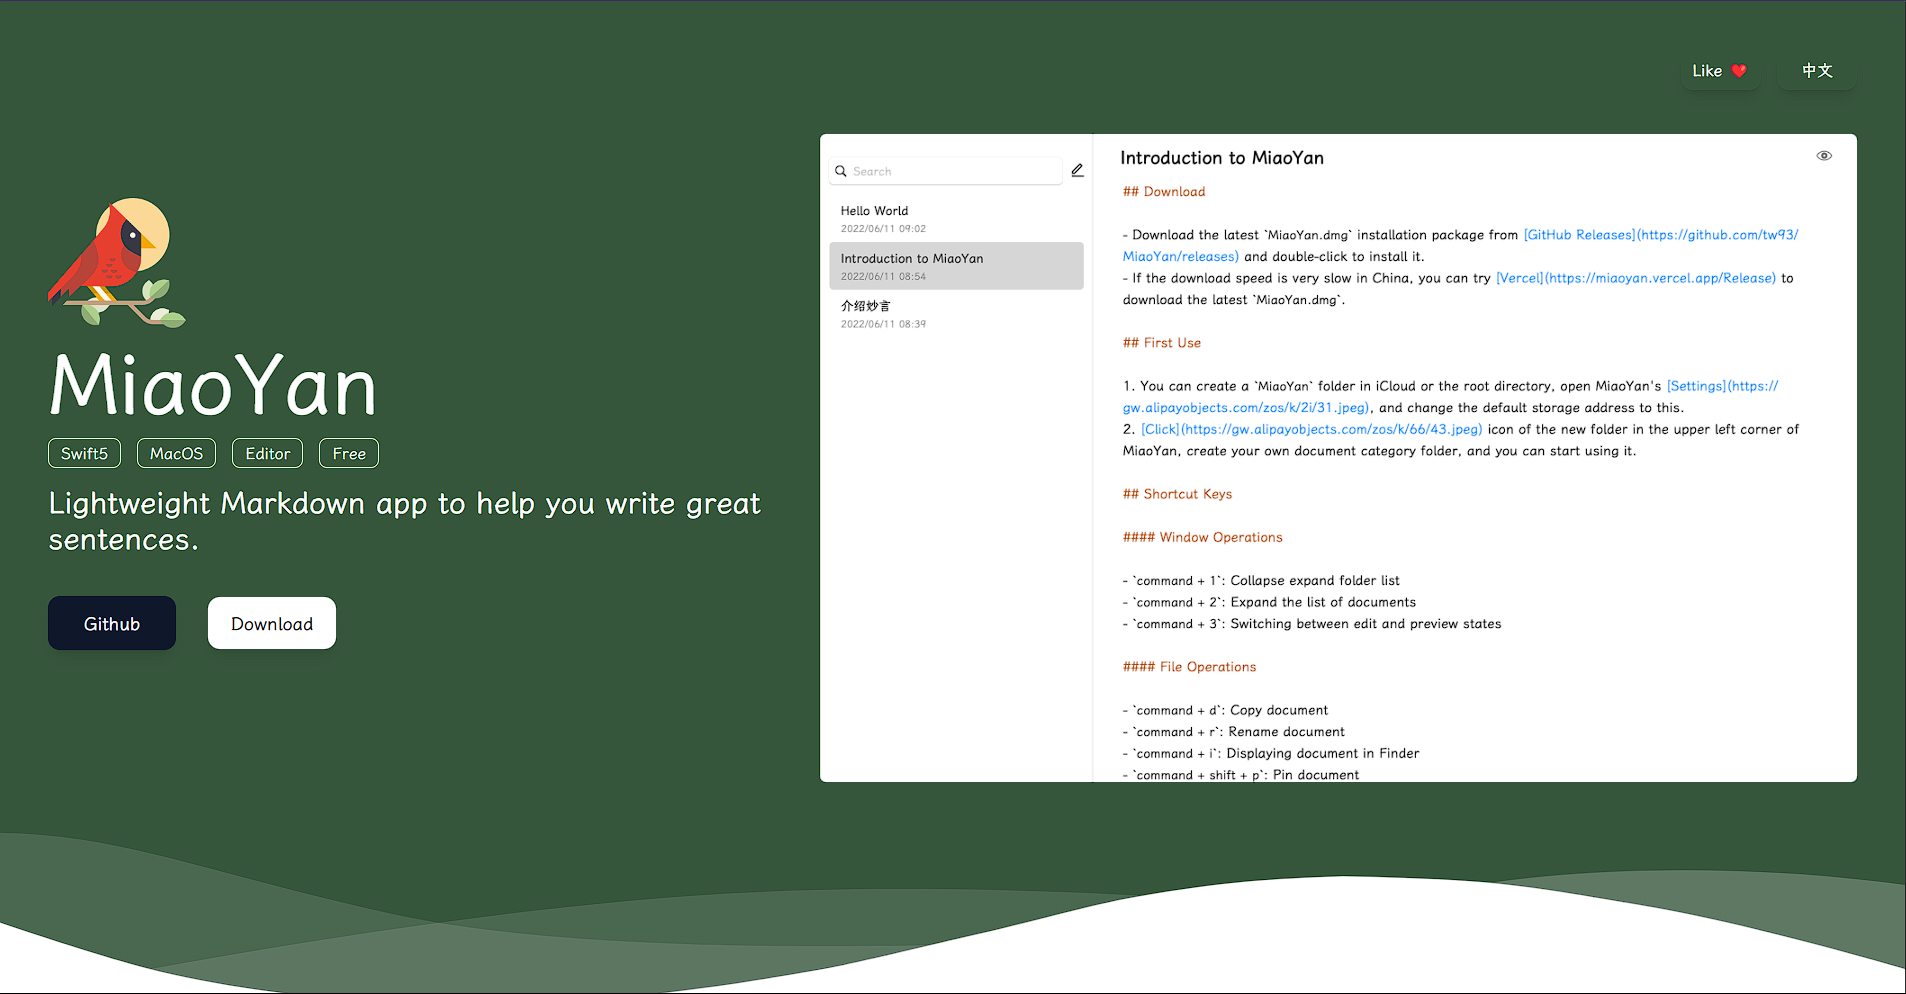 Like ❤️ 中文
MiaoYan
Swift5 MacOS Editor Free
Lightweight Markdown app to help you write great
sentences.
Github Download
Search
Hello World
2022/06/11 09:02
Introduction to MiaoYan
2022/06/11 08:54
介绍妙言
2022/06/11 08:39
Introduction to MiaoYan
## Download
- Download the latest `MiaoYan.dmg` installation package from [GitHub Releases](https://github.com/tw93/
MiaoYan/releases) and double-click to install it.
- If the download speed is very slow in China, you can try [Vercel](https://miaoyan.vercel.app/Release) to
download the latest `MiaoYan.dmg`.
## First Use
1. You can create a `MiaoYan` folder in iCloud or the root directory, open MiaoYan's [Settings](https://
gw.alipayobjects.com/zos/k/2i/31.jpeg), and change the default storage address to this.
2. [Click](https://gw.alipayobjects.com/zos/k/66/43.jpeg) icon of the new folder in the upper left corner of
MiaoYan, create your own document category folder, and you can start using it.
## Shortcut Keys
#### Window Operations
- `command + 1`: Collapse expand folder list
- `command + 2`: Expand the list of documents
- `command + 3`: Switching between edit and preview states
#### File Operations
- `command + d`: Copy document
- `command + r`: Rename document
- `command + i`: Displaying document in Finder
- `command + shift + p`: Pin document